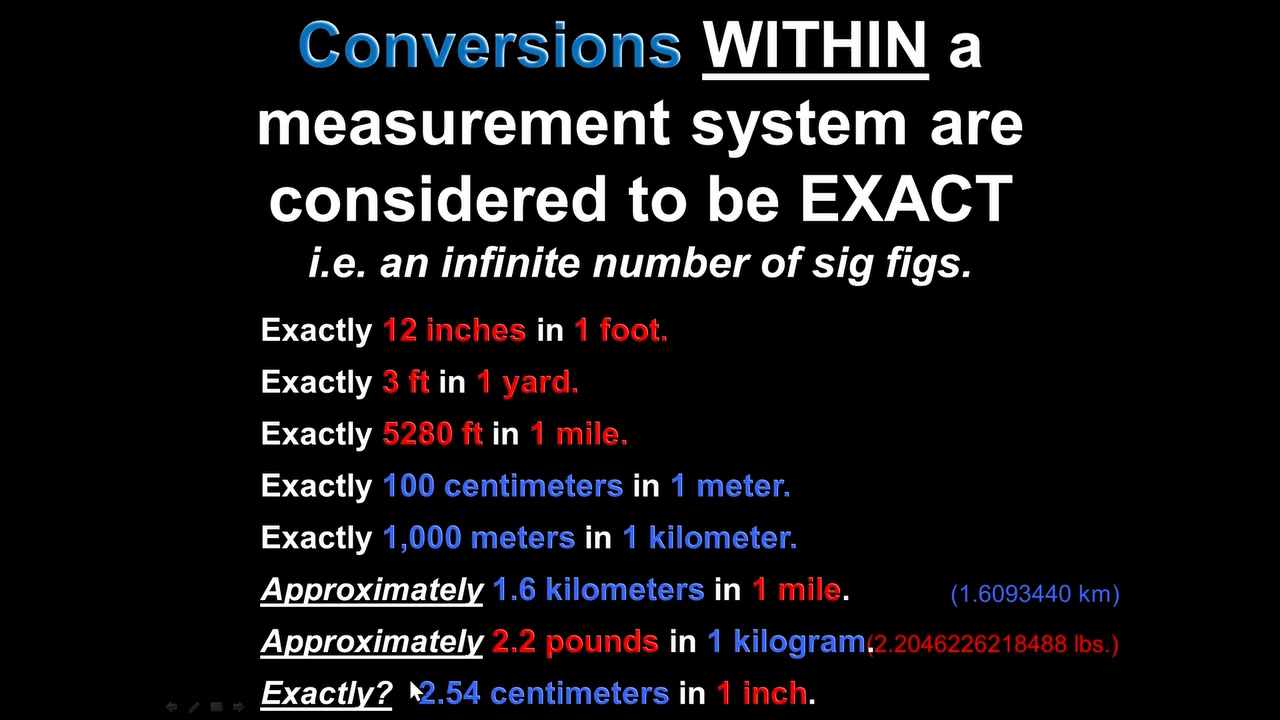 Conversions WITHIN a
measurement system are
considered to be EXACT
i.e. an infinite number of sig figs.
Exactly 12 inches in 1 foot.
Exactly 3 ft in 1 yard.
Exactly 5280 ft in 1 mile.
Exactly 100 centimeters in 1 meter.
Exactly 1,000 meters in 1 kilometer.
Approximately 1.6 kilometers in 1 mile. (1.6093440 km)
Approximately 2.2 pounds in 1 kilogram. (2.2046226218488 lbs.)
Exactly? 2.54 centimeters in 1 inch.